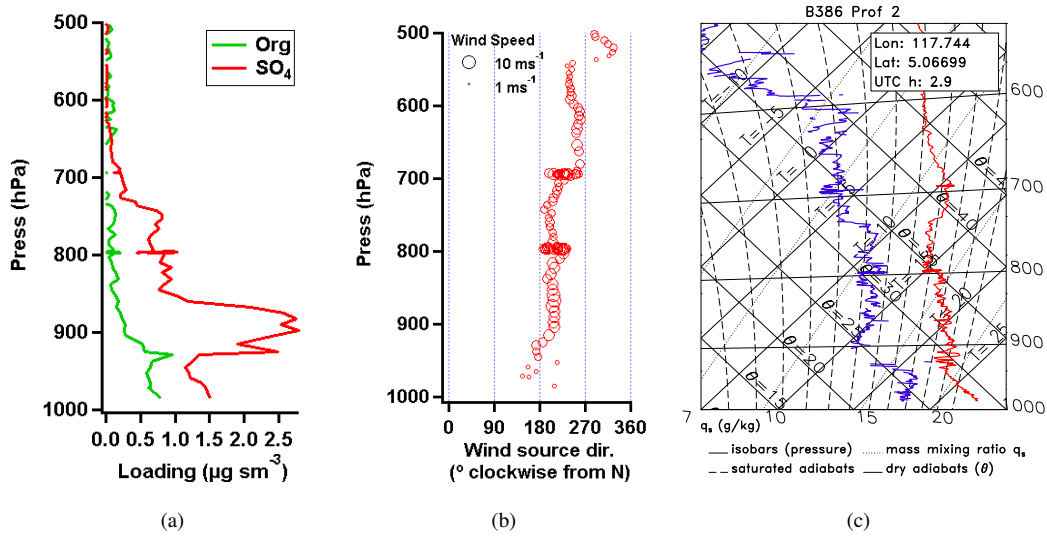 500
600
700
800
900
1000
Press (hPa)
Org
SO4
0.0 0.5 1.0 1.5 2.0 2.5
Loading (µg sm-3)
(a)
500
600
700
800
900
1000
Press (hPa)
Wind Speed
10 ms-1
1 ms-1
0 90 180 270 360
Wind source dir.
(º clockwise from N)
(b)
B386 Prof 2
Lon: 117.744
Lat: 5.06699
UTC h: 2.9
600
700
800
900
1000
θ=40
θ=20
7 10 15 20
qs (g/kg)
isobars (pressure) mass mixing ratio qs
saturated adiabats dry adiabats (θ)
(c)